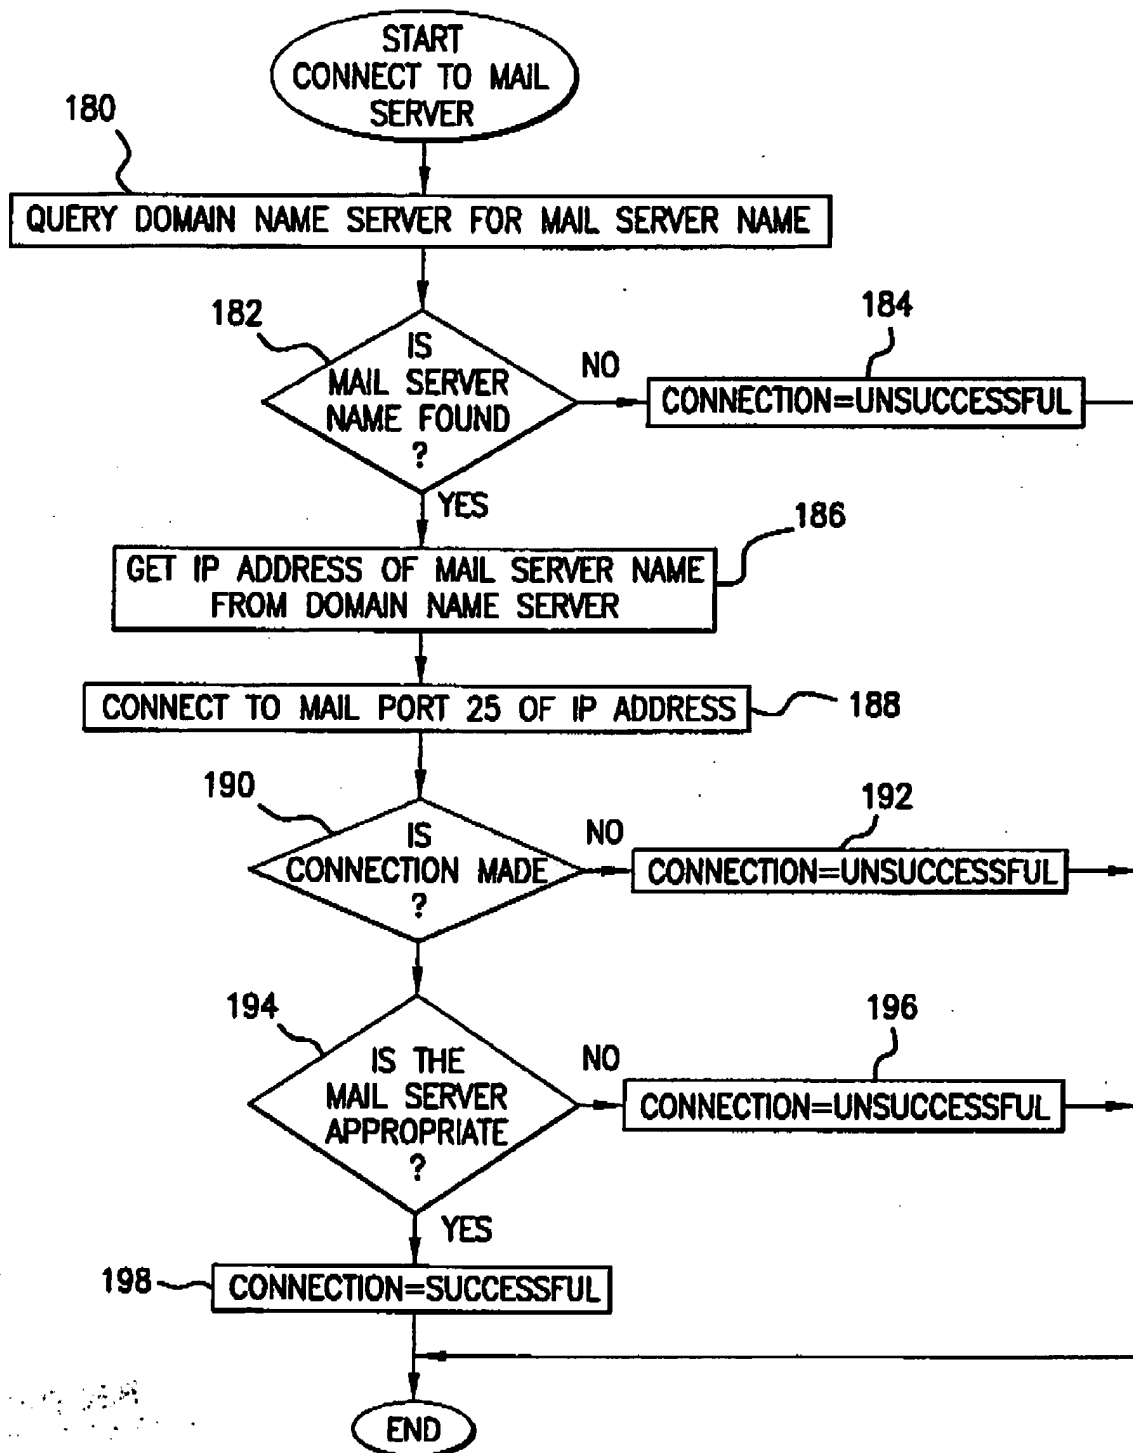 START
CONNECT TO MAIL
SERVER
180
QUERY DOMAIN NAME SERVER FOR MAIL SERVER NAME
182
IS
MAIL SERVER
NAME FOUND
?
NO
184
CONNECTION=UNSUCCESSFUL
YES
186
GET IP ADDRESS OF MAIL SERVER NAME
FROM DOMAIN NAME SERVER
CONNECT TO MAIL PORT 25 OF IP ADDRESS
188
190
IS
CONNECTION MADE
?
NO
192
CONNECTION=UNSUCCESSFUL
194
IS THE
MAIL SERVER
APPROPRIATE
?
NO
196
CONNECTION=UNSUCCESSFUL
YES
198
CONNECTION=SUCCESSFUL
END